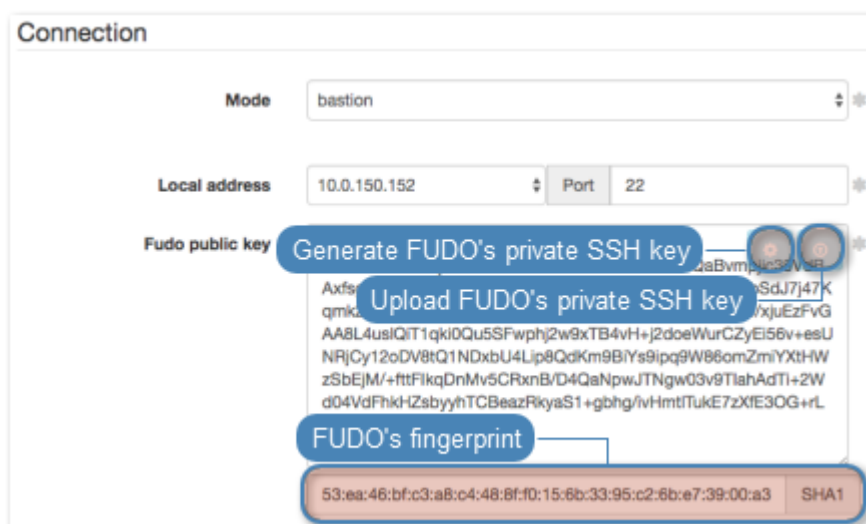 Connection
Mode
bastion
Local address
10.0.150.152
Port
22
Fudo public key
Generate FUDO's private SSH key
Upload FUDO's private SSH key
AA8L4uslQiT1qki0Qu5SFwphj2w9xTB4vH+j2doeWurCZyEi56v+esU
NRjCy12oDV8tQ1NDxbU4Lip8QdKm9BiYs9ipq9W86omZmiYXtHW
zSbEjM/+fttFIkqDnMv5CRxnB/D4QaNpwJTNgw03v9TlahAdTi+2W
d04VdFhkHZsbyyhTCBeazRkyaS1+gbhg/ivHmtlTukE7zXfE3OG+rL
FUDO's fingerprint
53:ea:46:bf:c3:a8:c4:48:8f:f0:15:6b:33:95:c2:6b:e7:39:00:a3
SHA1